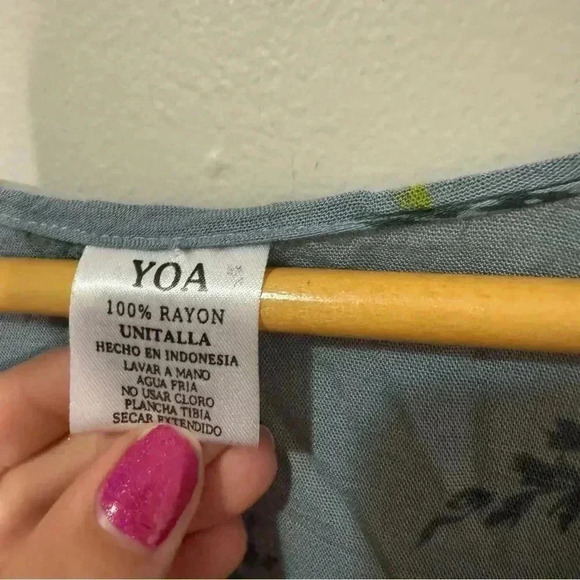 YOA
100% RAYON
UNITALLA
HECHO EN INDONESIA
LAVAR A MANO
AGUA FRIA
NO USAR CLORO
PLANCHA TIBIA
SECAR EXTENDIDO